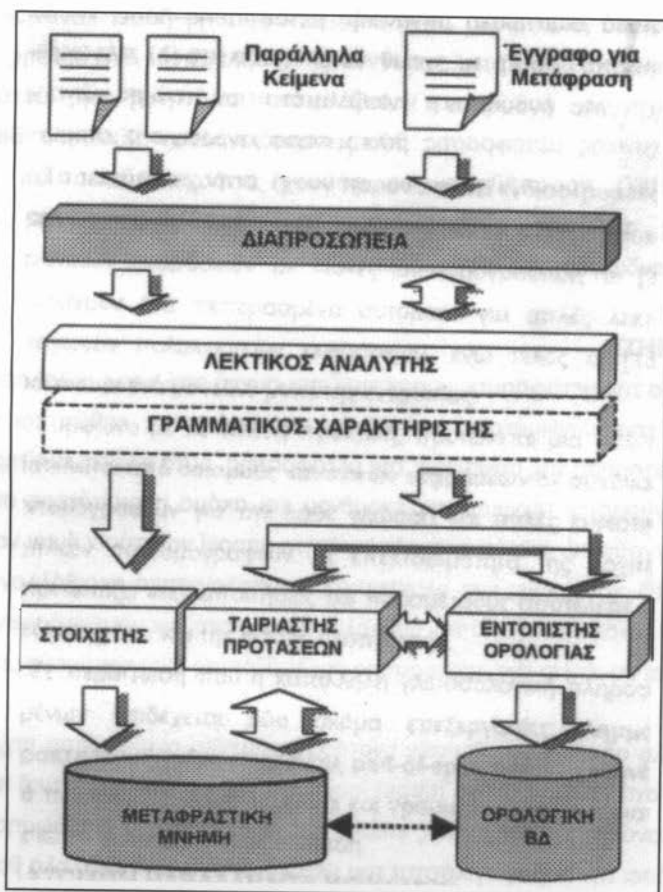 Παράλληλα
Κείμενα
Έγγραφο για
Μετάφραση
ΔΙΑΠΡΟΣΩΠΕΙΑ
ΛΕΚΤΙΚΟΣ ΑΝΑΛΥΤΗΣ
ΓΡΑΜΜΑΤΙΚΟΣ ΧΑΡΑΚΤΗΡΙΣΤΗΣ
ΣΤΟΙΧΙΣΤΗΣ
ΤΑΙΡΙΑΣΤΗΣ
ΠΡΟΤΑΣΕΩΝ
ΕΝΤΟΠΙΣΤΗΣ
ΟΡΟΛΟΓΙΑΣ
ΜΕΤΑΦΡΑΣΤΙΚΗ
ΜΝΗΜΗ
ΟΡΟΛΟΓΙΚΗ
ΒΔ